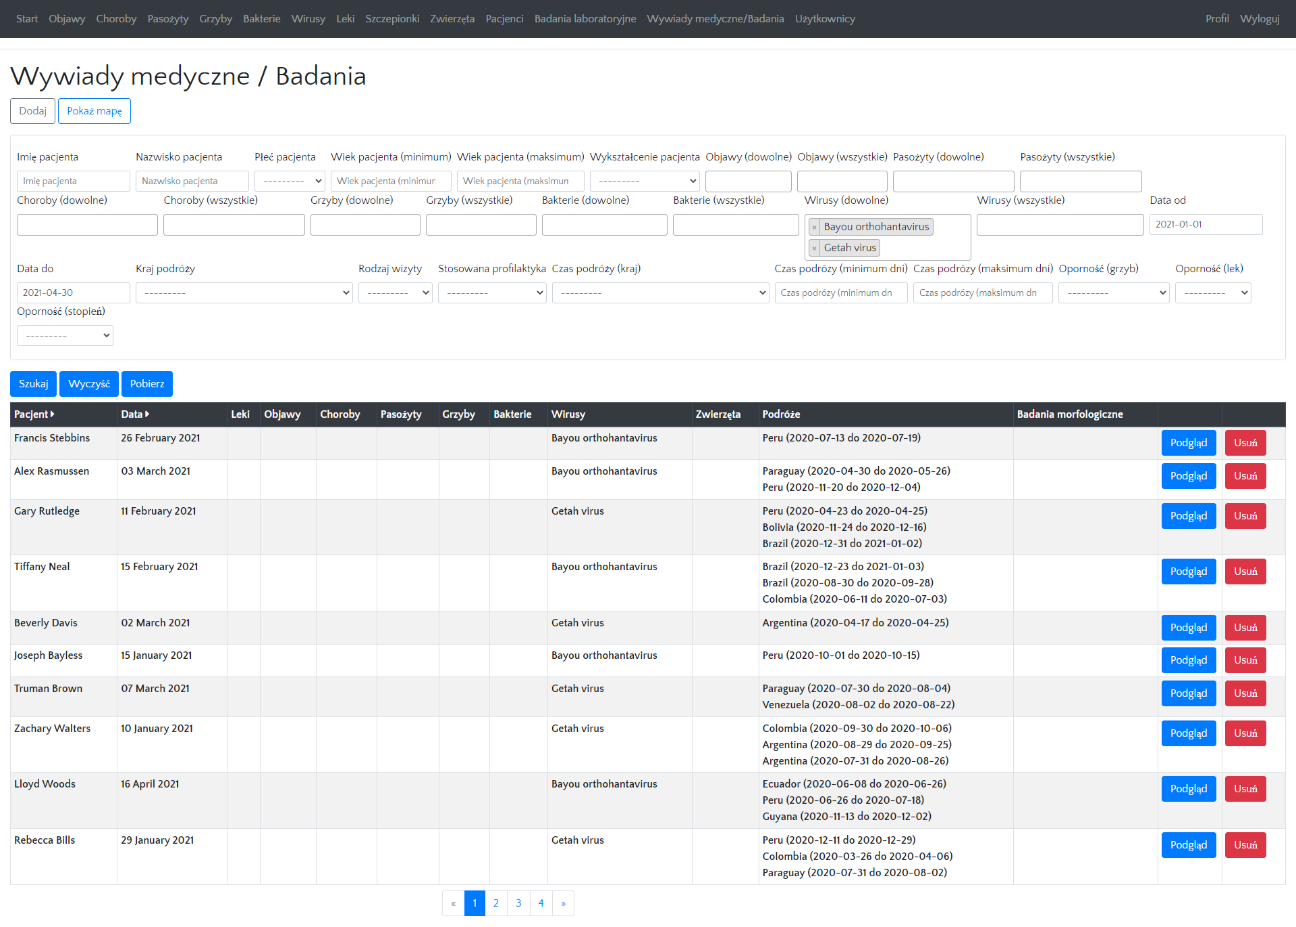 Start Objawy Choroby Pasożyty Grzyby Bakterie Wirusy Leki Szczepionki Zwierzęta Pacjenci Badania laboratoryjne Wywiady medyczne/Badania Użytkownicy Profil Wyloguj
Wywiady medyczne / Badania
Dodaj Pokaż mapę
Imię pacjenta Nazwisko pacjenta Płeć pacjenta Wiek pacjenta (minimum) Wiek pacjenta (maksimum) Wykształcenie pacjenta Objawy (dowolne) Objawy (wszystkie) Pasożyty (dowolne) Pasożyty (wszystkie)
Imię pacjenta Nazwisko pacjenta --------- Wiek pacjenta (minimur Wiek pacjenta (maksimun ---------
Choroby (dowolne) Choroby (wszystkie) Grzyby (dowolne) Grzyby (wszystkie) Bakterie (dowolne) Bakterie (wszystkie) Wirusy (dowolne) Wirusy (wszystkie) Data od
× Bayou orthohantavirus 2021-01-01
× Getah virus
Data do Kraj podróży Rodzaj wizyty Stosowana profilaktyka Czas podróży (kraj) Czas podróży (minimum dni) Czas podróży (maksimum dni) Oporność (grzyb) Oporność (lek)
2021-04-30 --------- --------- --------- --------- Czas podróży (minimum dn Czas podróży (maksimum dn --------- ---------
Oporność (stopień)
---------
Szukaj Wyczyść Pobierz
Pacjent Data Leki Objawy Choroby Pasożyty Grzyby Bakterie Wirusy Zwierzęta Podróże Badania morfologiczne
Francis Stebbins 26 February 2021 Bayou orthohantavirus Peru (2020-07-13 do 2020-07-19) Podgląd Usuń
Alex Rasmussen 03 March 2021 Bayou orthohantavirus Paraguay (2020-04-30 do 2020-05-26) Podgląd Usuń
Peru (2020-11-20 do 2020-12-04)
Gary Rutledge 11 February 2021 Getah virus Peru (2020-04-23 do 2020-04-25) Podgląd Usuń
Bolivia (2020-11-24 do 2020-12-16)
Brazil (2020-12-31 do 2021-01-02)
Tiffany Neal 15 February 2021 Bayou orthohantavirus Brazil (2020-12-23 do 2021-01-03) Podgląd Usuń
Brazil (2020-08-30 do 2020-09-28)
Colombia (2020-06-11 do 2020-07-03)
Beverly Davis 02 March 2021 Getah virus Argentina (2020-04-17 do 2020-04-25) Podgląd Usuń
Joseph Bayless 15 January 2021 Bayou orthohantavirus Peru (2020-10-01 do 2020-10-15) Podgląd Usuń
Truman Brown 07 March 2021 Getah virus Paraguay (2020-07-30 do 2020-08-04) Podgląd Usuń
Venezuela (2020-08-02 do 2020-08-22)
Zachary Walters 10 January 2021 Getah virus Colombia (2020-09-30 do 2020-10-06) Podgląd Usuń
Argentina (2020-08-29 do 2020-09-25)
Argentina (2020-07-31 do 2020-08-26)
Lloyd Woods 16 April 2021 Bayou orthohantavirus Ecuador (2020-06-08 do 2020-06-26) Podgląd Usuń
Peru (2020-06-26 do 2020-07-18)
Guyana (2020-11-13 do 2020-12-02)
Rebecca Bills 29 January 2021 Getah virus Peru (2020-12-11 do 2020-12-29) Podgląd Usuń
Colombia (2020-03-26 do 2020-04-06)
Paraguay (2020-07-31 do 2020-08-02)
« 1 2 3 4 »